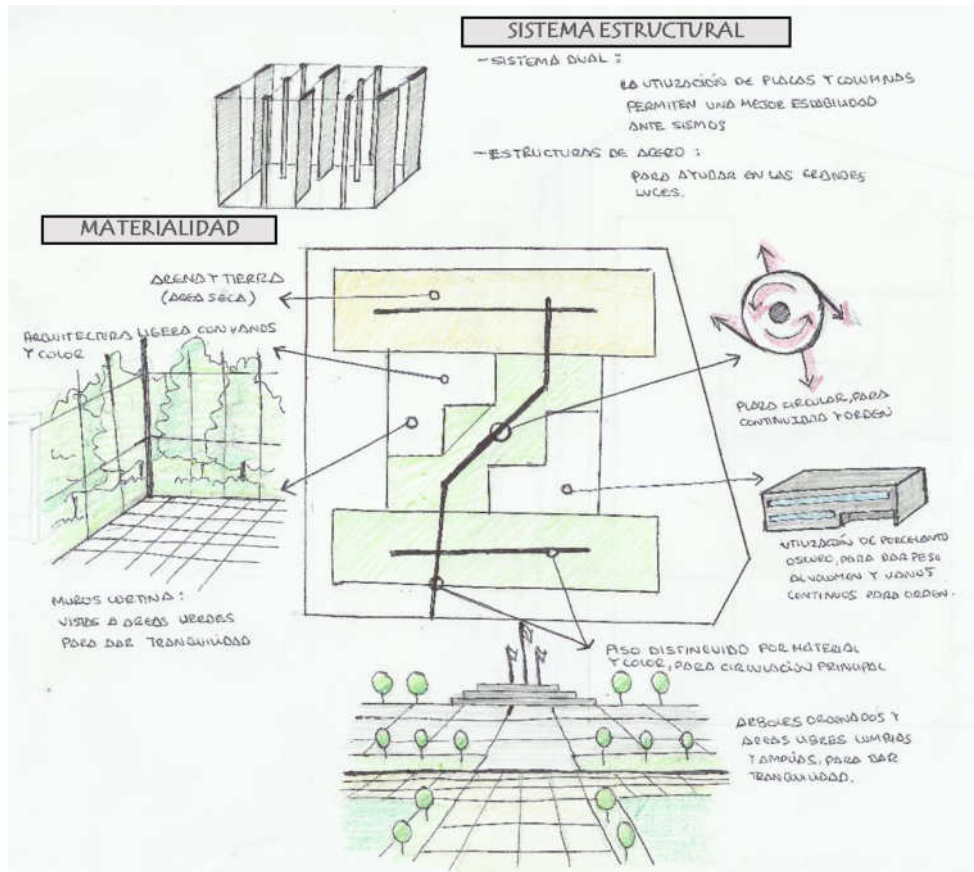 SISTEMA ESTRUCTURAL
- SISTEMA DUAL :
LA UTILIZACIÓN DE PLACAS Y COLUMNAS
PERMITEN UNA MEJOR ESTABILIDAD
ANTE SISMOS
- ESTRUCTURAS DE ACERO :
PARA AYUDAR EN LAS GRANDES
LUCES.
MATERIALIDAD
ARENA Y TIERRA
(AREA SECA)
ARQUITECTURA LIGERA CON VANOS
Y COLOR
PLAZA CIRCULAR, PARA
CONTINUIDAD Y ORDEN
UTILIZACIÓN DE PORCELANTO
OSCURO, PARA DAR PESO
AL VOLUMEN Y VANOS
CONTINUOS PARA ORDEN.
MUROS CORTINA :
VISTAS A AREAS VERDES
PARA DAR TRANQUILIDAD
PISO DISTINGUIDO POR MATERIAL
Y COLOR, PARA CIRCULACIÓN PRINCIPAL
ARBOLES ORDENADOS Y
AREAS LIBRES LIMPIAS
Y AMPLIAS, PARA DAR
TRANQUILIDAD.